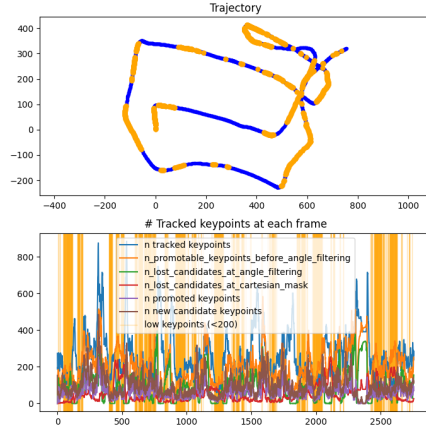 Trajectory
400
300
200
100
0
−100
−200
−400 −200 0 200 400 600 800 1000
# Tracked keypoints at each frame
800
600
400
200
0
n tracked keypoints
n_promotable_keypoints_before_angle_filtering
n_lost_candidates_at_angle_filtering
n_lost_candidates_at_cartesian_mask
n promoted keypoints
n new candidate keypoints
low keypoints (<200)
0 500 1000 1500 2000 2500